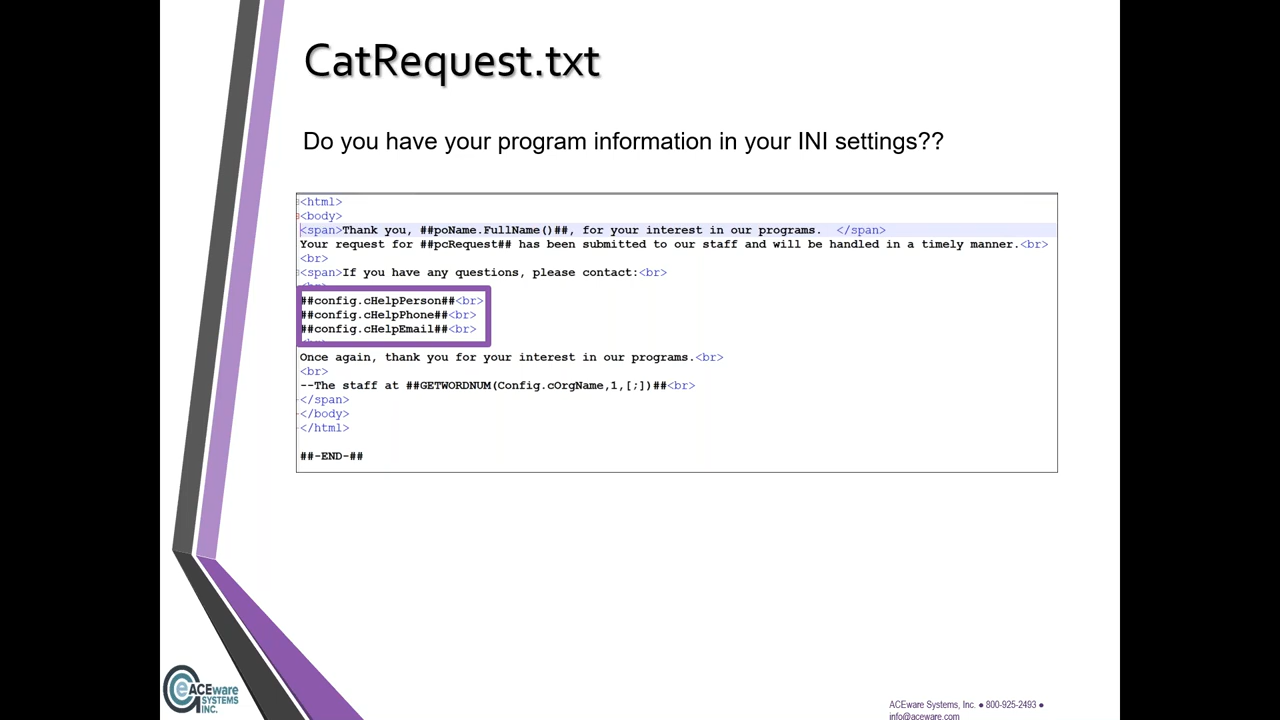 CatRequest.txt
Do you have your program information in your INI settings??
<html>
<body>
<span>Thank you, ##poName.FullName()##, for your interest in our programs.  </span>
Your request for ##pcRequest## has been submitted to our staff and will be handled in a timely manner.<br>
<br>
<span>If you have any questions, please contact:<br>
##config.cHelpPerson##<br>
##config.cHelpPhone##<br>
##config.cHelpEmail##<br>
Once again, thank you for your interest in our programs.<br>
<br>
--The staff at ##GETWORDNUM(Config.cOrgName,1,[;])##<br>
</span>
</body>
</html>
##-END-##
ACEware
SYSTEMS
INC.
ACEware Systems, Inc. ● 800-925-2493 ●
info@aceware.com